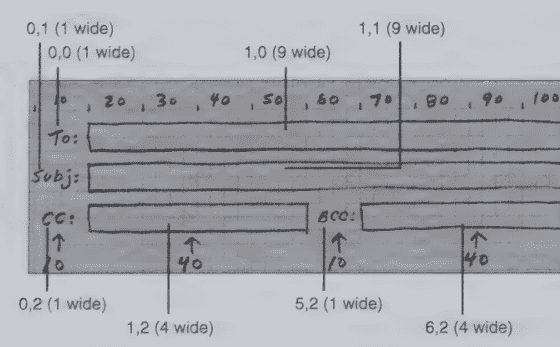 0,1 (1 wide)
1,1 (9 wide)
0,0 (1 wide)
1,0 (9 wide)
, 10 , 20 , 30 , 40 , 50 , 60 , 70 , 80 , 90 , 100
To:
Subj:
CC: BCC:
10 40 10 40
0,2 (1 wide)
5,2 (1 wide)
1,2 (4 wide)
6,2 (4 wide)